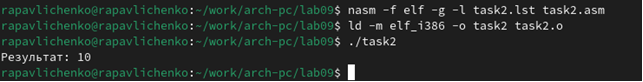 rapavlichenko@rapavlichenko:~/work/arch-pc/lab09$ nasm -f elf -g -l task2.lst task2.asm
rapavlichenko@rapavlichenko:~/work/arch-pc/lab09$ ld -m elf_i386 -o task2 task2.o
rapavlichenko@rapavlichenko:~/work/arch-pc/lab09$ ./task2
Результат: 10
rapavlichenko@rapavlichenko:~/work/arch-pc/lab09$